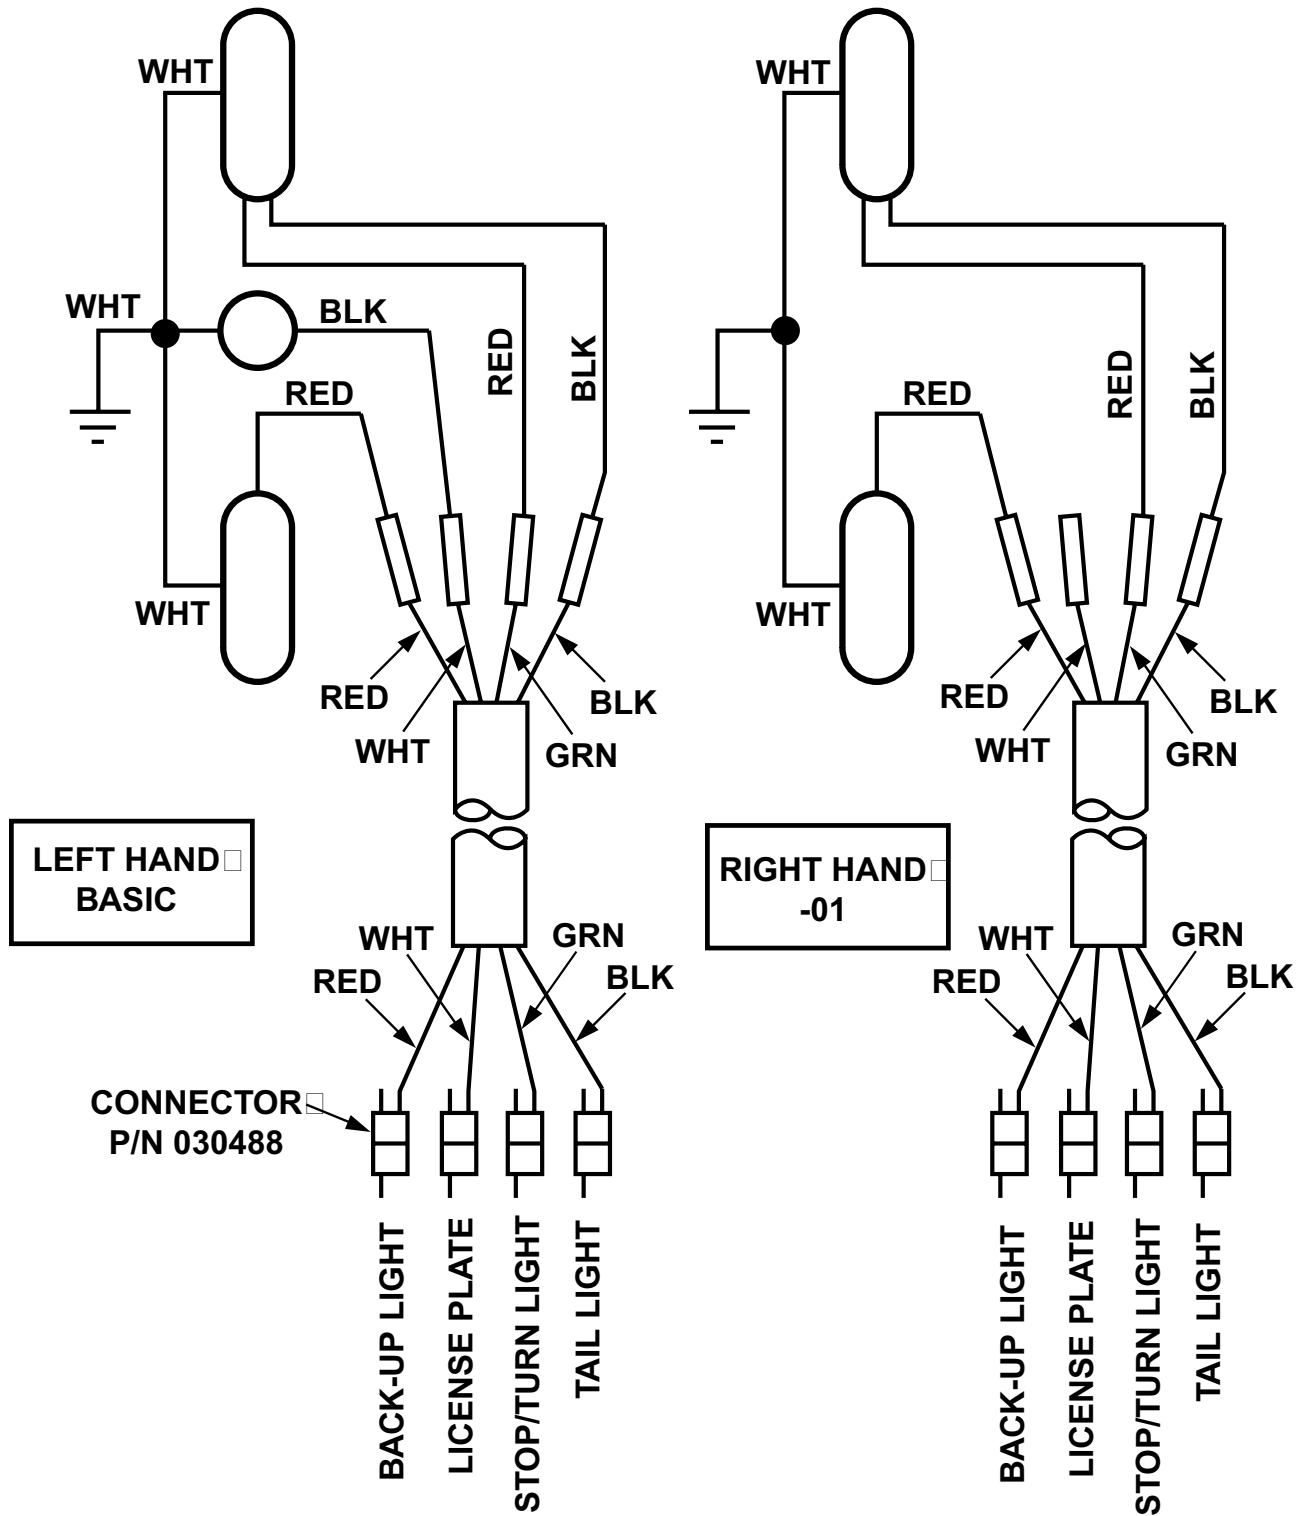 WHT
WHT
BLK
RED
RED
BLK
WHT
RED
WHT
GRN
BLK
LEFT HAND
BASIC
WHT
GRN
RED
BLK
CONNECTOR
P/N 030488
BACK-UP LIGHT
LICENSE PLATE
STOP/TURN LIGHT
TAIL LIGHT
WHT
RED
RED
BLK
WHT
RED
WHT
GRN
BLK
RIGHT HAND
-01
WHT
GRN
RED
BLK
BACK-UP LIGHT
LICENSE PLATE
STOP/TURN LIGHT
TAIL LIGHT